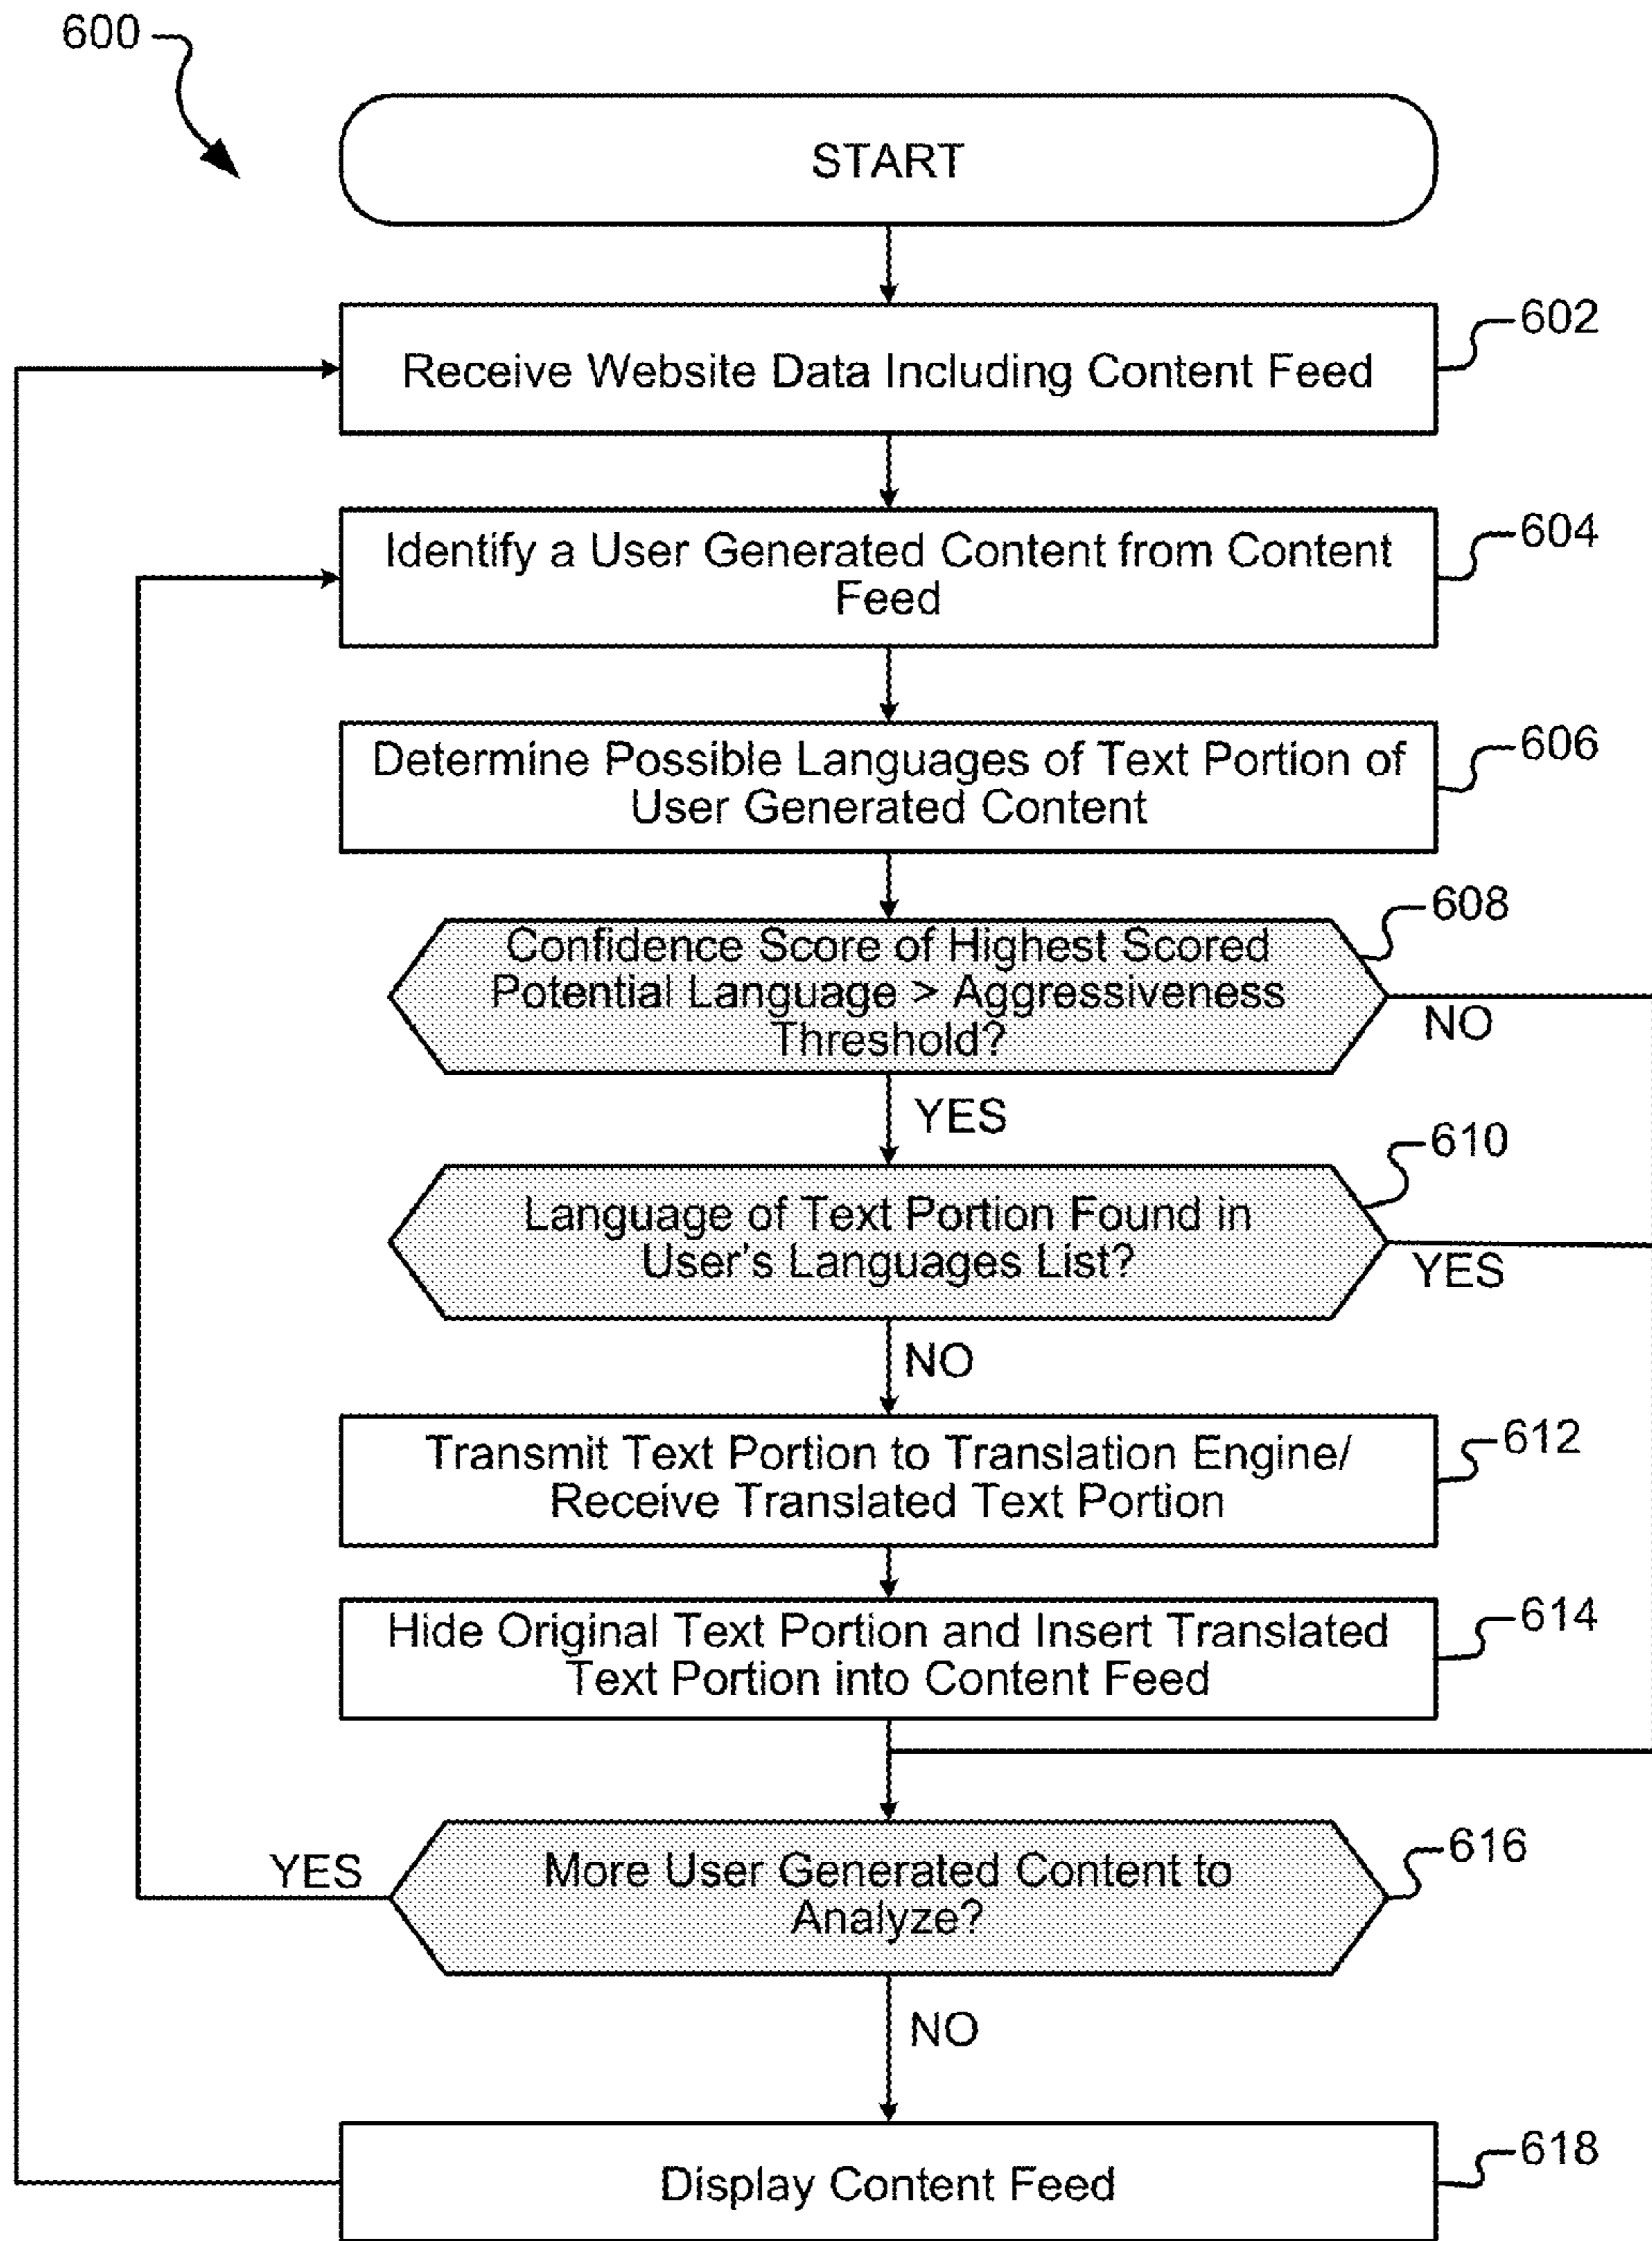 600
START
602
Receive Website Data Including Content Feed
604
Identify a User Generated Content from Content
Feed
606
Determine Possible Languages of Text Portion of
User Generated Content
608
Confidence Score of Highest Scored
Potential Language > Aggressiveness
Threshold?
NO
YES
610
Language of Text Portion Found in
User's Languages List?
YES
NO
612
Transmit Text Portion to Translation Engine/
Receive Translated Text Portion
614
Hide Original Text Portion and Insert Translated
Text Portion into Content Feed
616
YES
More User Generated Content to
Analyze?
NO
618
Display Content Feed